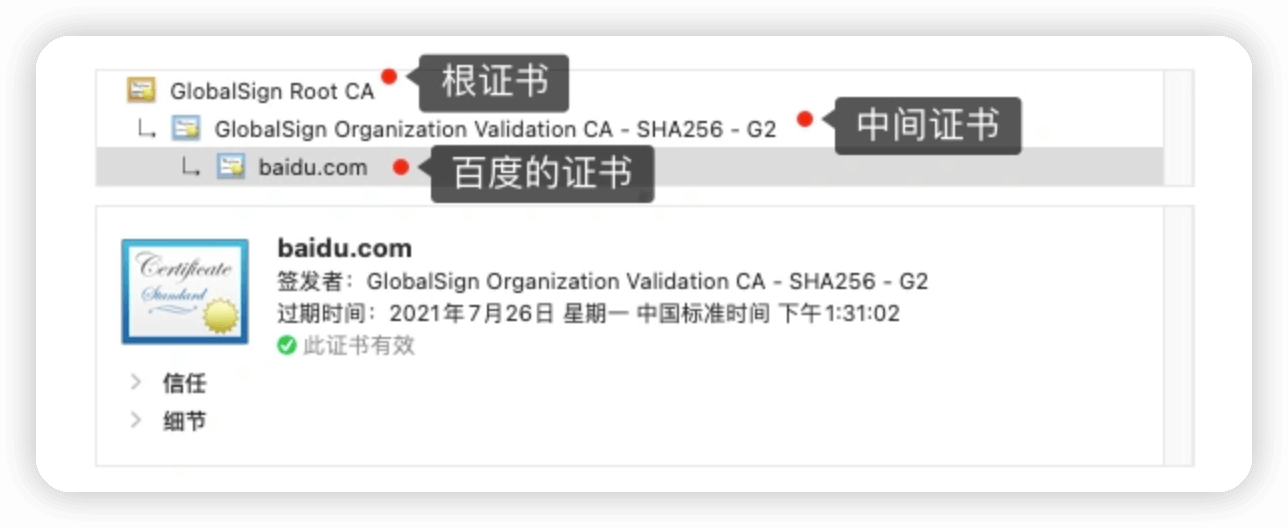 GlobalSign Root CA
根证书
GlobalSign Organization Validation CA - SHA256 - G2
中间证书
baidu.com
百度的证书
Certificate
Standard
baidu.com
签发者：GlobalSign Organization Validation CA - SHA256 - G2
过期时间：2021年7月26日 星期一 中国标准时间 下午1:31:02
此证书有效
信任
细节